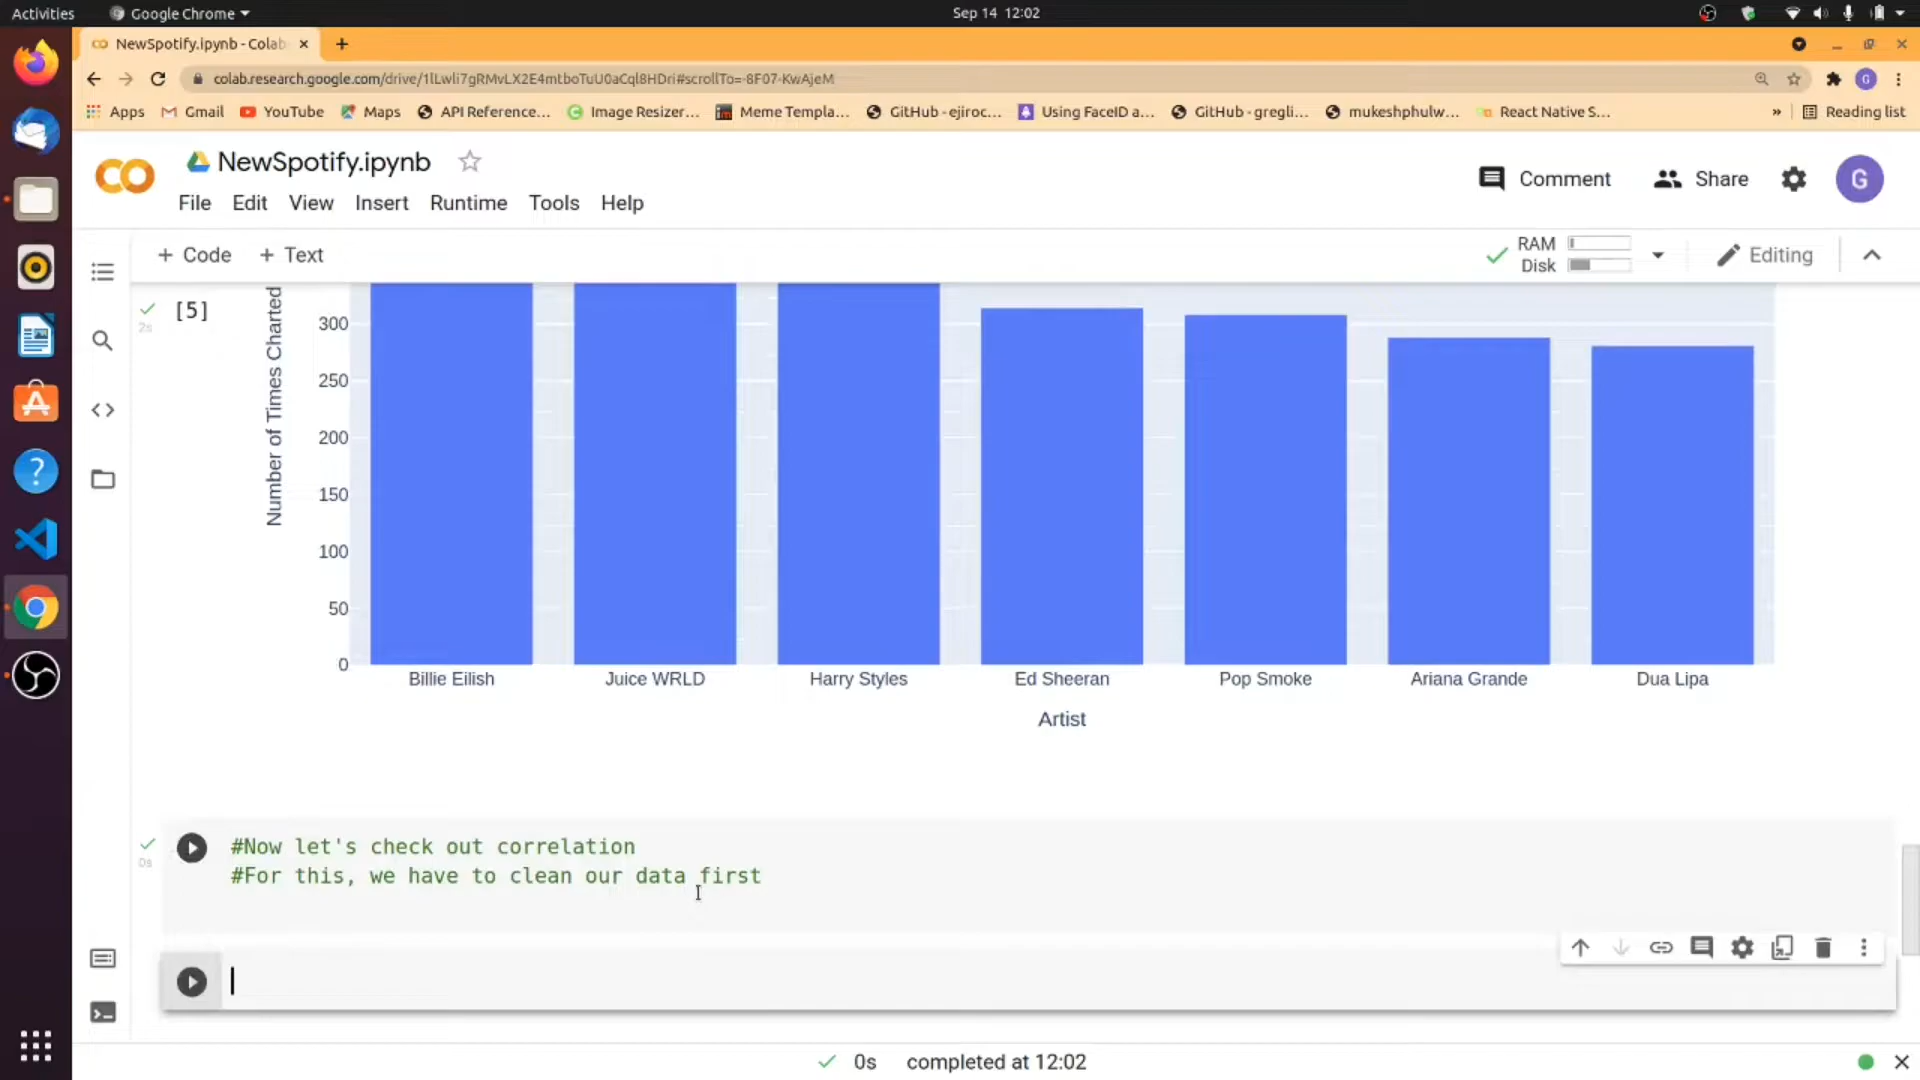 Activities
Google Chrome
Sep 14 12:02
NewSpotify.ipynb - Colab
colab.research.google.com/drive/1lLwli7gRMvLX2E4mtboTuU0aCql8HDri#scrollTo=-8F07-KwAjeM
G
Apps
Gmail
YouTube
Maps
API Reference...
Image Resizer...
Meme Templa...
GitHub - ejiroc...
Using FaceID a...
GitHub - gregli...
mukeshphulw...
React Native S...
»
Reading list
NewSpotify.ipynb
Comment
Share
G
File
Edit
View
Insert
Runtime
Tools
Help
+ Code
+ Text
RAM
Disk
Editing
[5]
2s
Number of Times Charted
300
250
200
150
100
50
0
Billie Eilish
Juice WRLD
Harry Styles
Ed Sheeran
Pop Smoke
Ariana Grande
Dua Lipa
Artist
0s
#Now let's check out correlation
#For this, we have to clean our data first
0s completed at 12:02